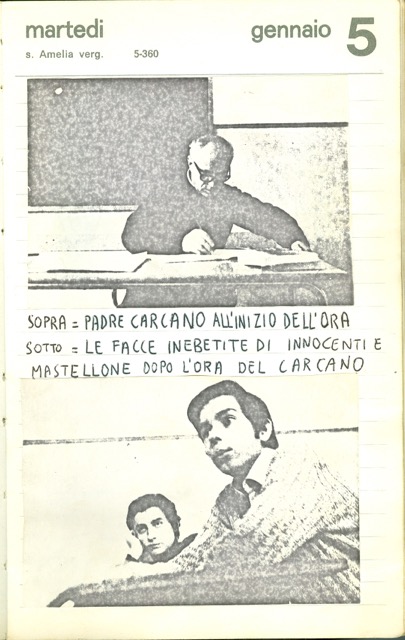 martedi gennaio 5
s. Amelia verg. 5-360
SOPRA = PADRE CARCANO ALL'INIZIO DELL'ORA
SOTTO = LE FACCE INEBETITE DI INNOCENTI E
MASTELLONE DOPO L'ORA DEL CARCANO